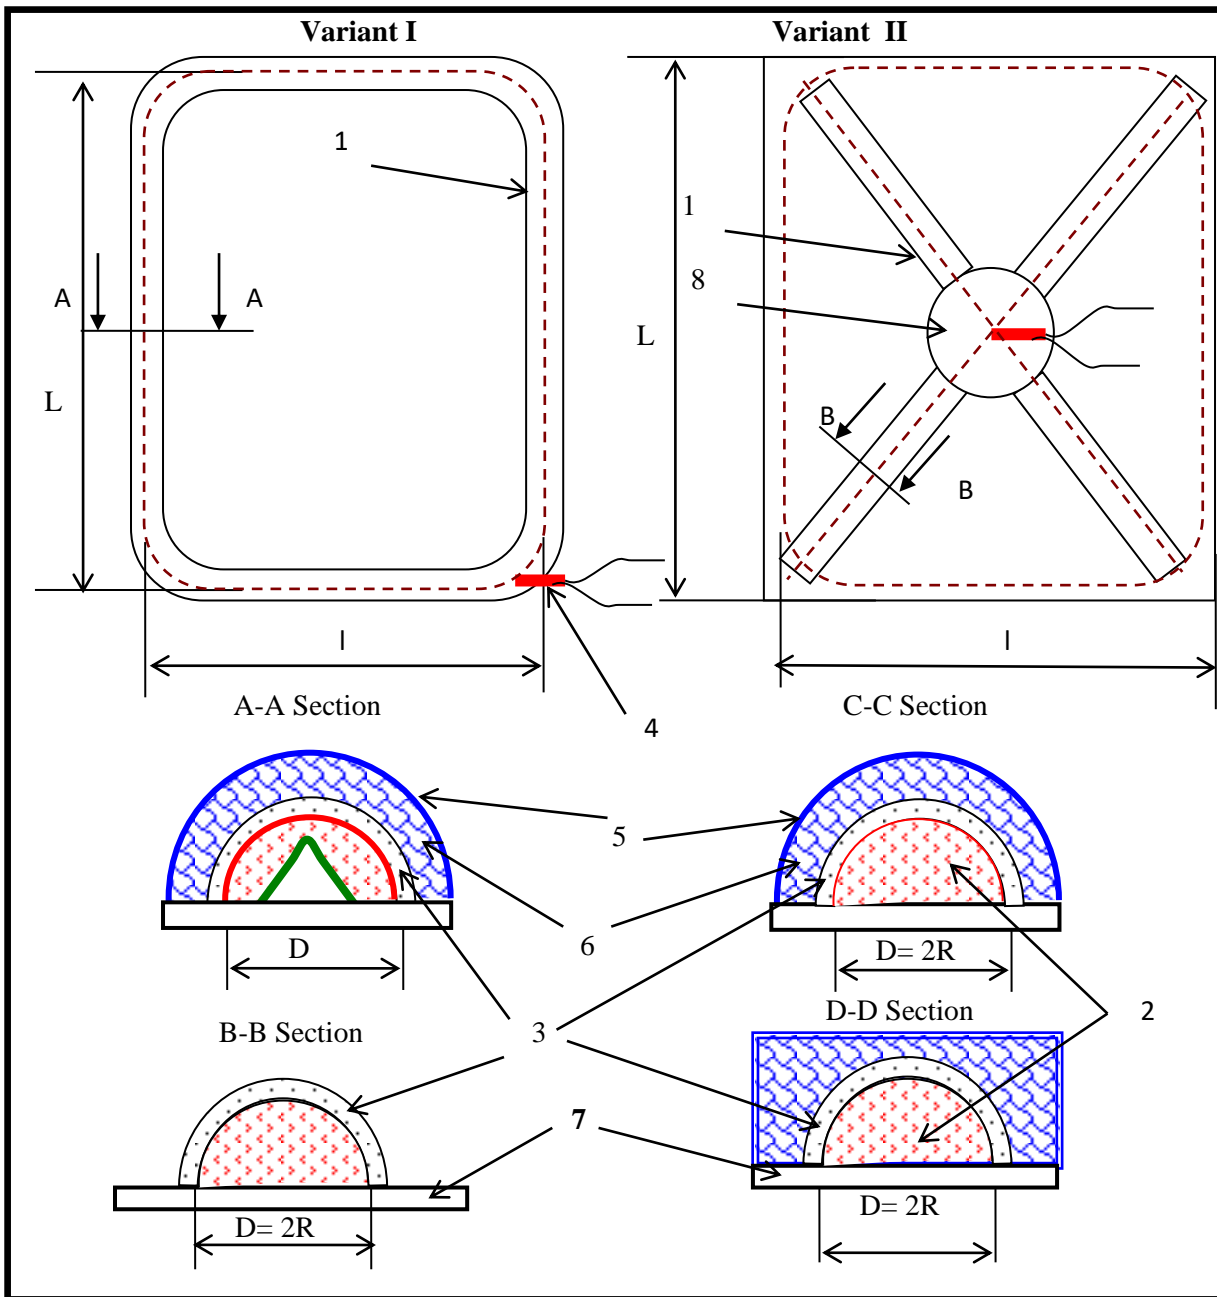 Variant I
Variant  II
1
1
8
A
A
B
B
L
L
l
l
A-A Section
C-C Section
4
5
6
D
D= 2R
B-B Section
D-D Section
3
2
7
D= 2R
D= 2R